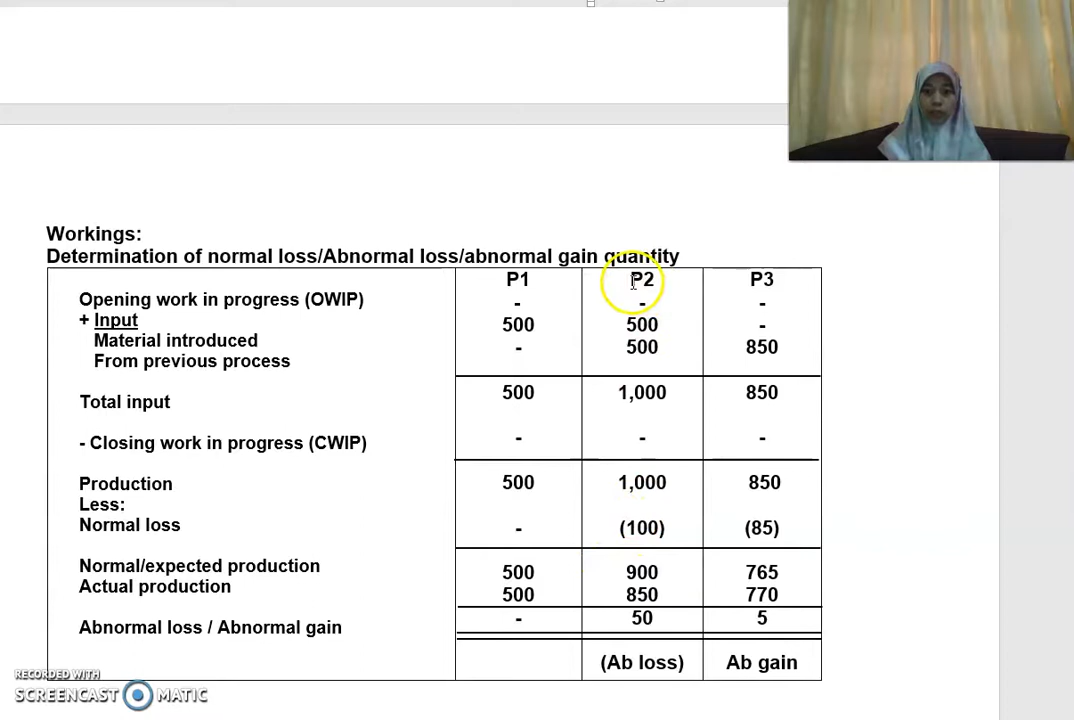 Workings:
Determination of normal loss/Abnormal loss/abnormal gain quantity
P1 P2 P3
Opening work in progress (OWIP) - - -
+ Input 500 500 -
Material introduced - 500 850
From previous process
Total input 500 1,000 850
- Closing work in progress (CWIP) - - -
Production 500 1,000 850
Less:
Normal loss - (100) (85)
Normal/expected production 500 900 765
Actual production 500 850 770
Abnormal loss / Abnormal gain - 50 5
(Ab loss) Ab gain
RECORDED WITH
SCREENCAST MATIC